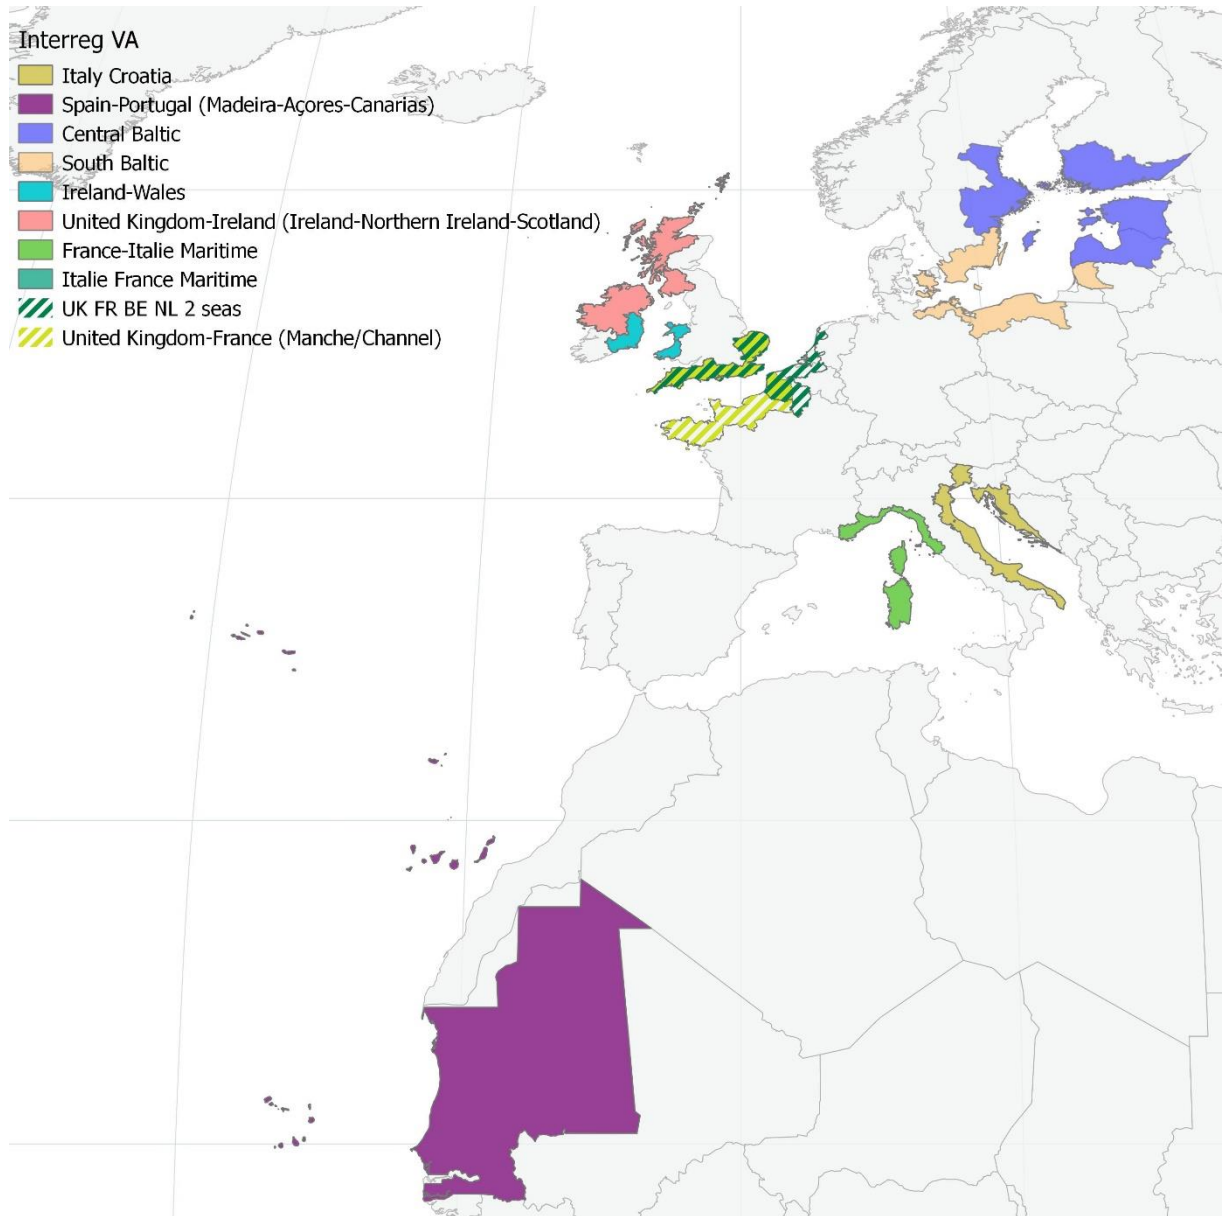 Interreg VA
Italy Croatia
Spain-Portugal (Madeira-Açores-Canarias)
Central Baltic
South Baltic
Ireland-Wales
United Kingdom-Ireland (Ireland-Northern Ireland-Scotland)
France-Italie Maritime
Italie France Maritime
UK FR BE NL 2 seas
United Kingdom-France (Manche/Channel)